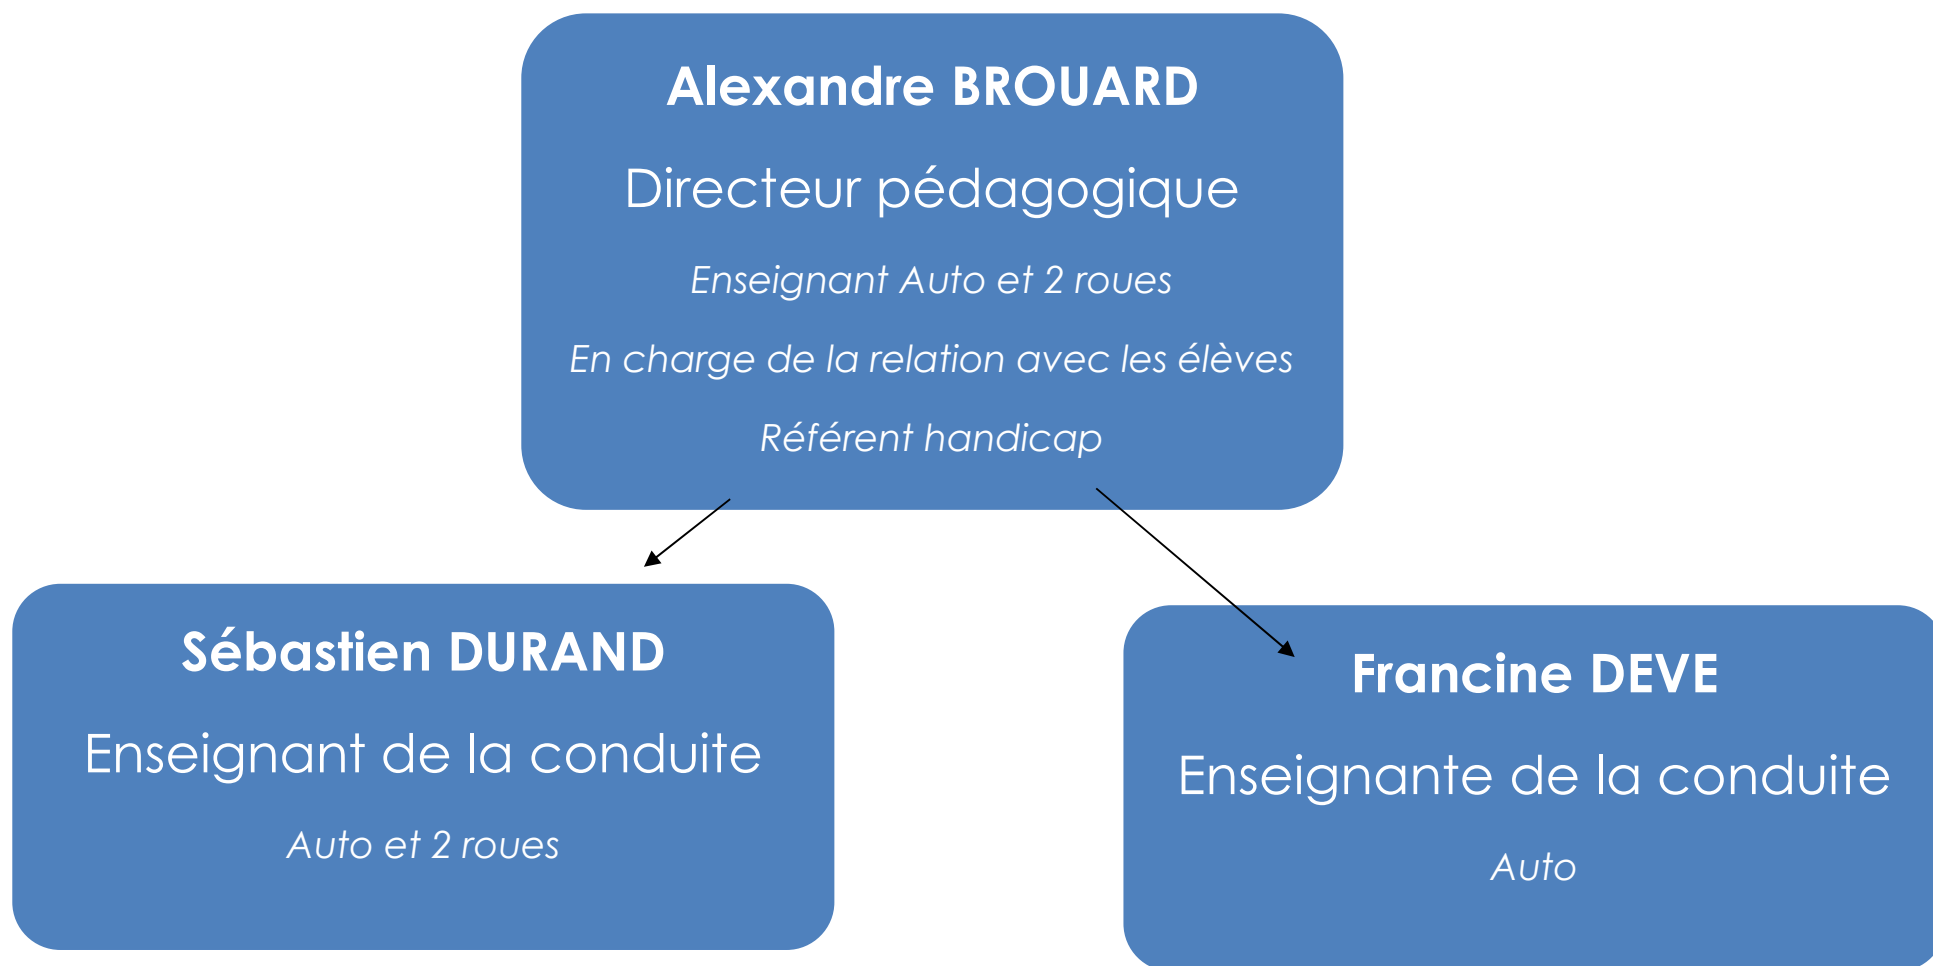 Alexandre BROUARD
Directeur pédagogique
Enseignant Auto et 2 roues
En charge de la relation avec les élèves
Référent handicap
Sébastien DURAND
Enseignant de la conduite
Auto et 2 roues
Francine DEVE
Enseignante de la conduite
Auto